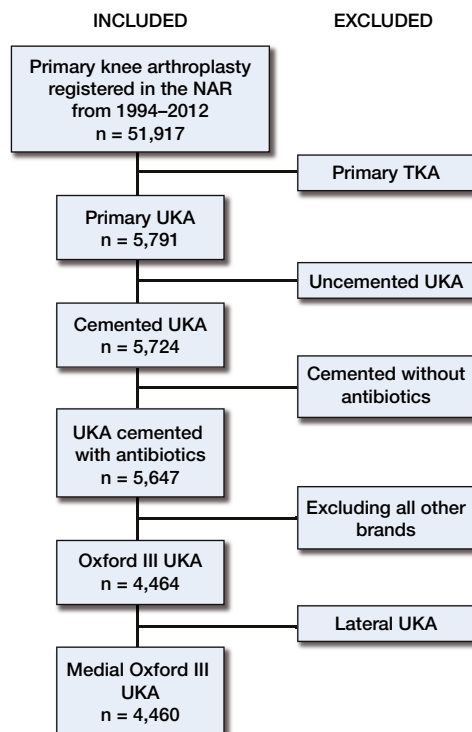 INCLUDED
EXCLUDED
Primary knee arthroplasty
registered in the NAR
from 1994–2012
n = 51,917
Primary TKA
Primary UKA
n = 5,791
Uncemented UKA
Cemented UKA
n = 5,724
Cemented without
antibiotics
UKA cemented
with antibiotics
n = 5,647
Excluding all other
brands
Oxford III UKA
n = 4,464
Lateral UKA
Medial Oxford III
UKA
n = 4,460